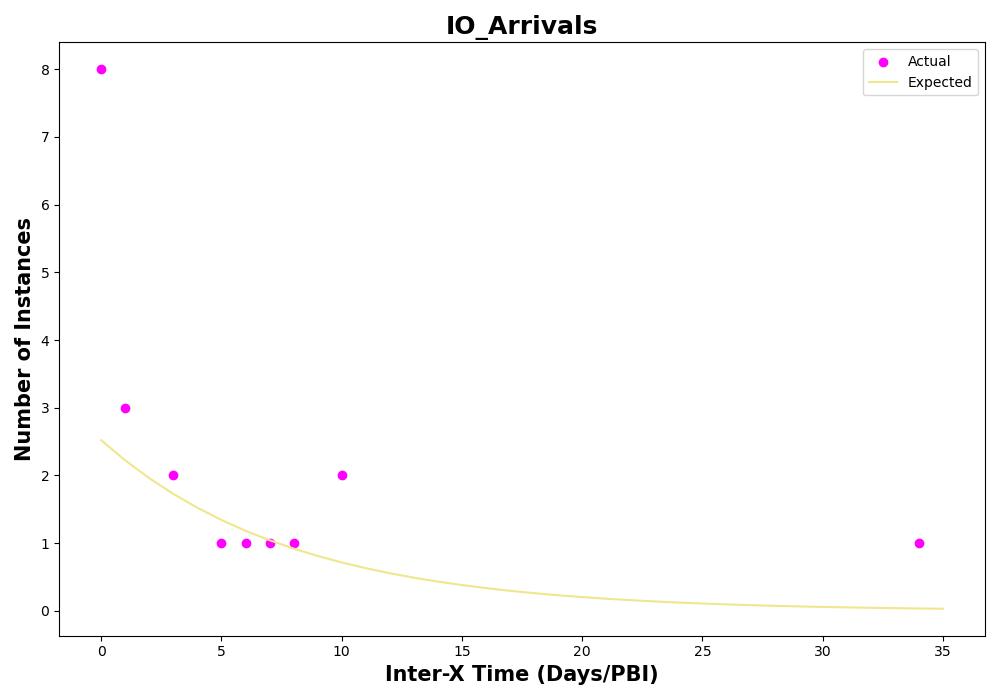 IO_Arrivals
Actual
Expected
Number of Instances
8
7
6
5
4
3
2
1
0
0 5 10 15 20 25 30 35
Inter-X Time (Days/PBI)